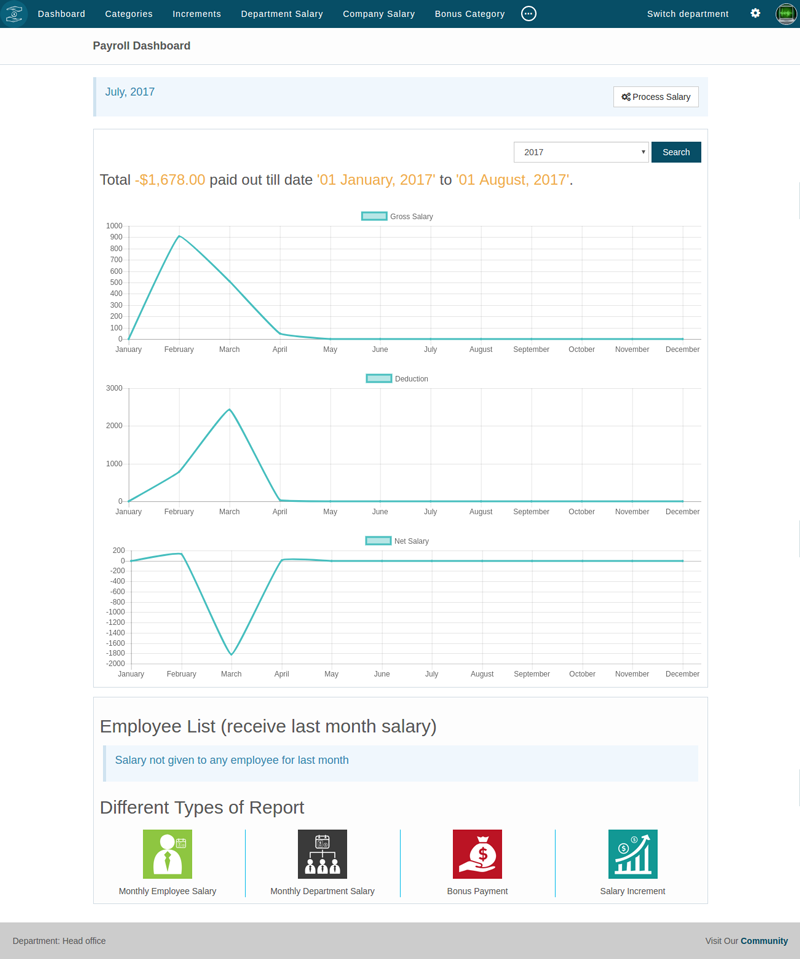 Dashboard Categories Increments Department Salary Company Salary Bonus Category Switch department
Payroll Dashboard
July, 2017
Process Salary
2017 Search
Total -$1,678.00 paid out till date '01 January, 2017' to '01 August, 2017'.
Gross Salary
1000
900
800
700
600
500
400
300
200
100
0
January February March April May June July August September October November December
Deduction
3000
2000
1000
0
January February March April May June July August September October November December
Net Salary
200
0
-200
-400
-600
-800
-1000
-1200
-1400
-1600
-1800
-2000
January February March April May June July August September October November December
Employee List (receive last month salary)
Salary not given to any employee for last month
Different Types of Report
Monthly Employee Salary Monthly Department Salary Bonus Payment Salary Increment
Department: Head office Visit Our Community